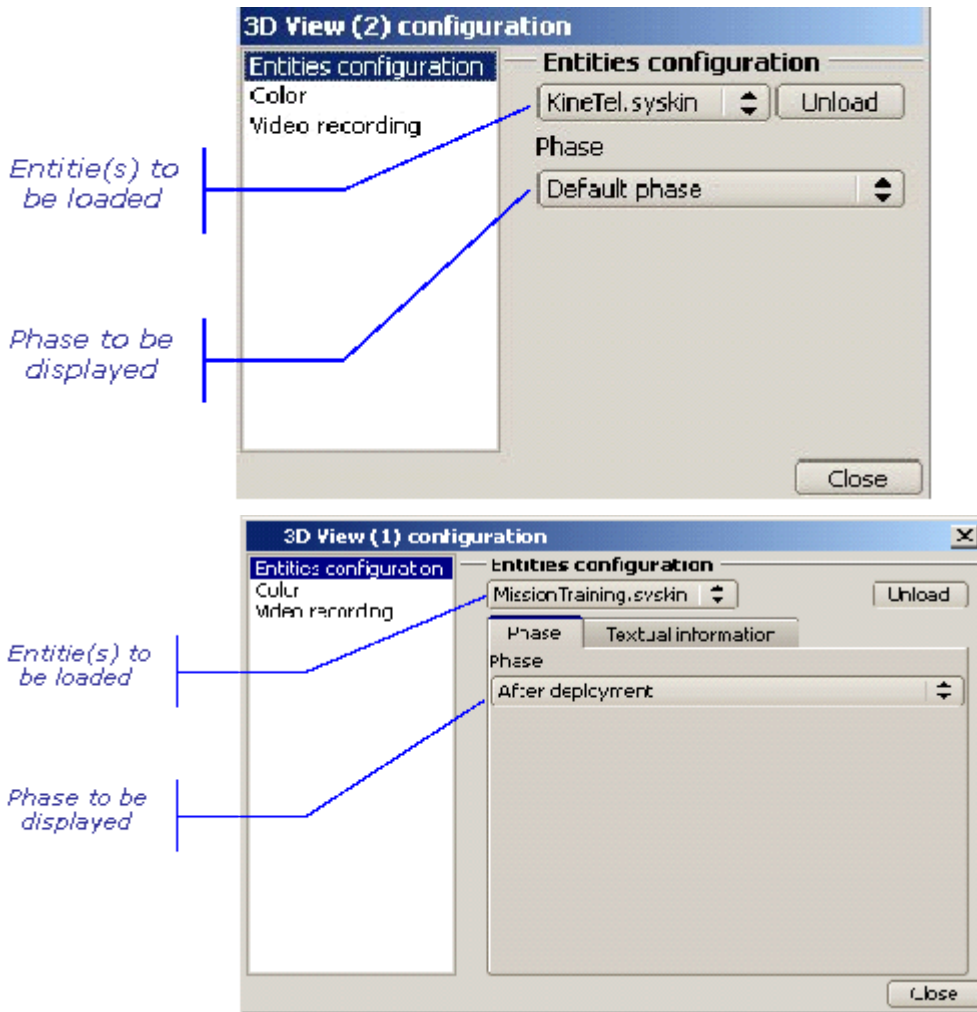 3D View (2) configuration
Entities configuration
Color
Video recording
Entities configuration
KineTel.syskin
Unload
Phase
Default phase
Entitie(s) to
be loaded
Phase to be
displayed
Close
3D View (1) configuration
Entities configuration
Color
Video recording
Entities configuration
MissionTraining.syskin
Unload
Phase
Textual information
Phase
After deployment
Entitie(s) to
be loaded
Phase to be
displayed
Close